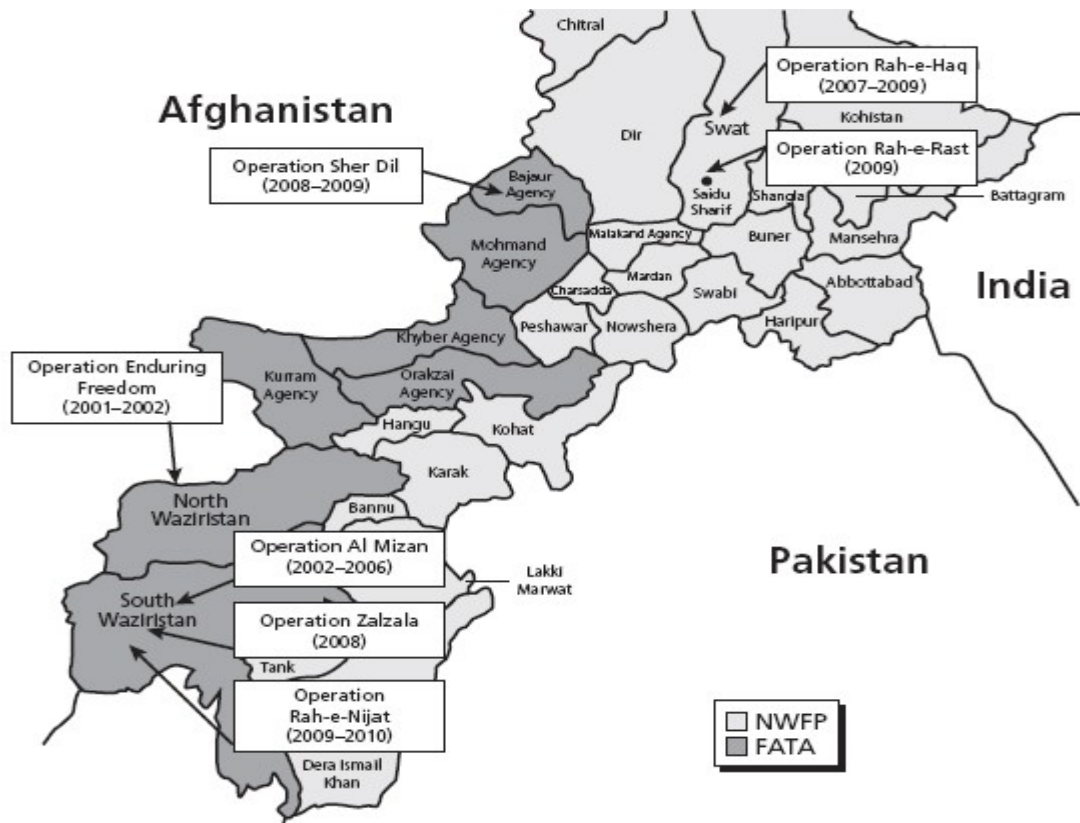 Chitral
Operation Rah-e-Haq
(2007–2009)
Afghanistan
Kohistan
Dir
Swat
Operation Rah-e-Rast
(2009)
Operation Sher Dil
(2008–2009)
Bajaur
Agency
Saidu
Sharif
Shangla
Battagram
Malakand Agency
Buner
Mansehra
Mohmand
Agency
Mardan
Charsadda
Swabi
Abbottabad
India
Peshawar
Nowshera
Haripur
Khyber Agency
Operation Enduring
Freedom
(2001–2002)
Kurram
Agency
Orakzai
Agency
Hangu
Kohat
Karak
North
Waziristan
Bannu
Operation Al Mizan
(2002–2006)
Pakistan
Lakki
Marwat
South
Waziristan
Operation Zalzala
(2008)
Tank
Operation
Rah-e-Nijat
(2009–2010)
NWFP
FATA
Dera Ismail
Khan